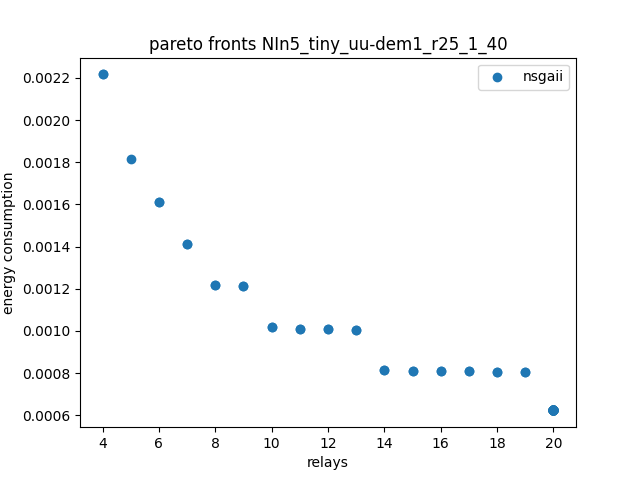 pareto fronts NIn5_tiny_uu-dem1_r25_1_40
nsgaii
energy consumption
0.0022
0.0020
0.0018
0.0016
0.0014
0.0012
0.0010
0.0008
0.0006
4 6 8 10 12 14 16 18 20
relays